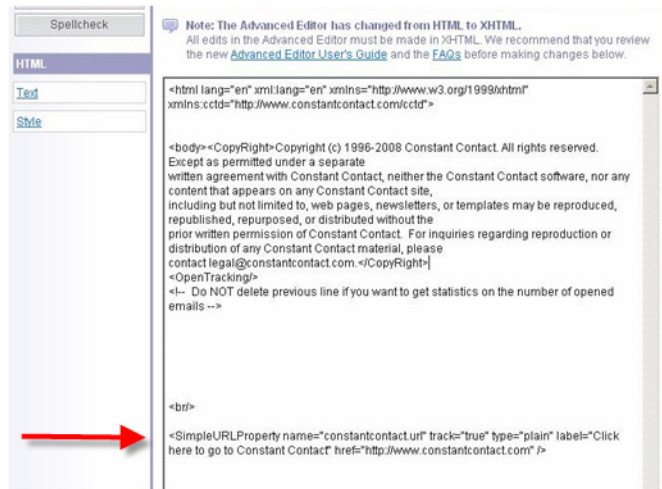 Spellcheck
Note: The Advanced Editor has changed from HTML to XHTML.
All edits in the Advanced Editor must be made in XHTML. We recommend that you review
the new Advanced Editor User's Guide and the FAQs before making changes below.
HTML
Text
Style
<html lang="en" xml:lang="en" xmlns="http://www.w3.org/1999/xhtml"
xmlns:cctd="http://www.constantcontact.com/cctd">
<body><CopyRight>Copyright (c) 1996-2008 Constant Contact. All rights reserved.
Except as permitted under a separate
written agreement with Constant Contact, neither the Constant Contact software, nor any
content that appears on any Constant Contact site,
including but not limited to, web pages, newsletters, or templates may be reproduced,
republished, repurposed, or distributed without the
prior written permission of Constant Contact. For inquiries regarding reproduction or
distribution of any Constant Contact material, please
contact legal@constantcontact.com.</CopyRight>
<OpenTracking/>
<!-- Do NOT delete previous line if you want to get statistics on the number of opened
emails -->
<br/>
<SimpleURLProperty name="constantcontact.url" track="true" type="plain" label="Click
here to go to Constant Contact" href="http://www.constantcontact.com" />